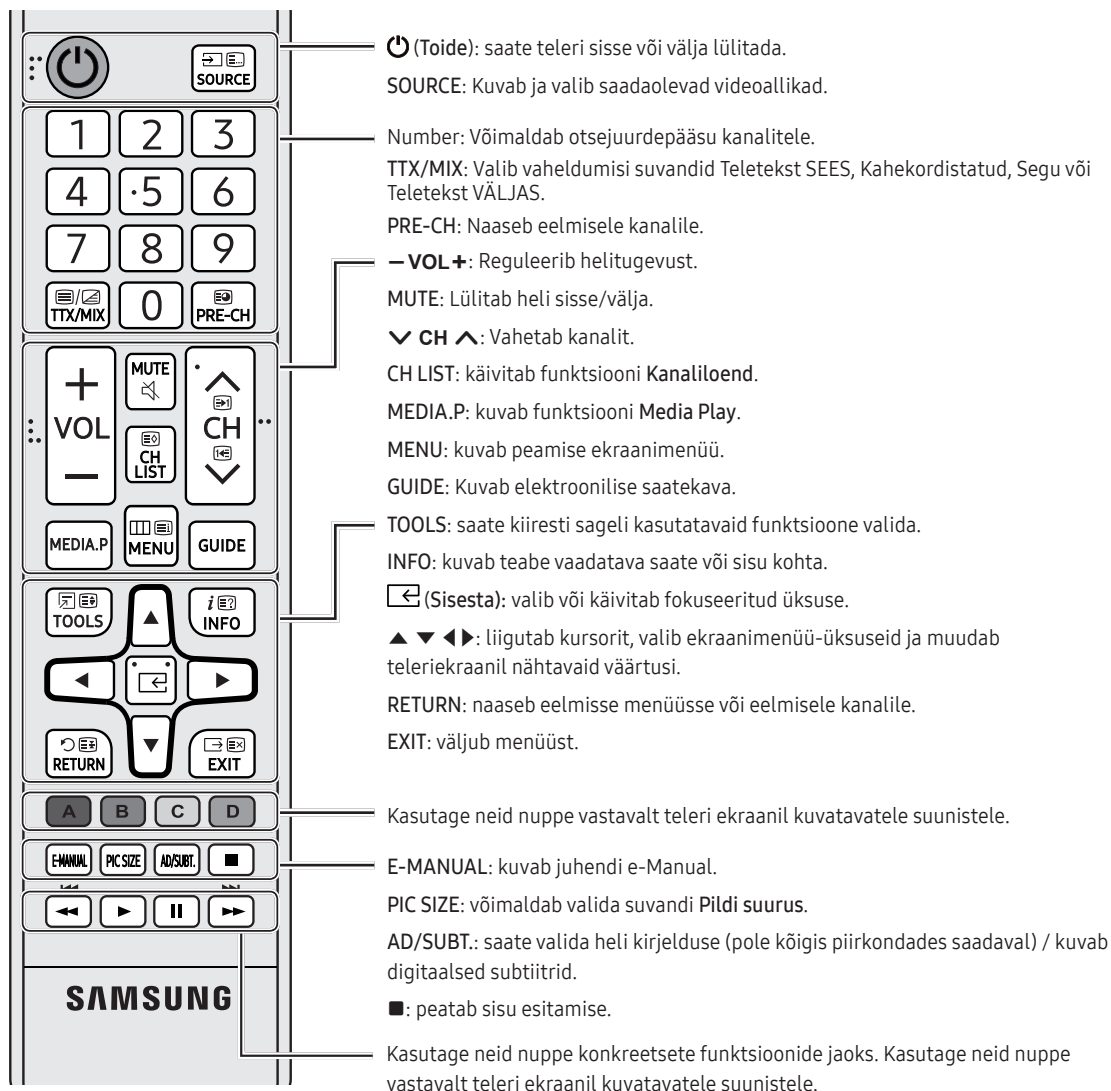 SOURCE
1 2 3
4 ·5 6
7 8 9
TTX/MIX 0 PRE-CH
+ VOL —
MUTE
CH
CH LIST
MEDIA.P MENU GUIDE
TOOLS INFO
RETURN EXIT
A B C D
E-MANUAL PIC SIZE AD/SUBT.
SAMSUNG
(Toide): saate teleri sisse või välja lülitada.
SOURCE: Kuvab ja valib saadaolevad videoallikad.
Number: Võimaldab otsejuurdepääsu kanalitele.
TTX/MIX: Valib vaheldumisi suvandid Teletekst SEES, Kahekordistatud, Segu või
Teletekst VÄLJAS.
PRE-CH: Naaseb eelmisele kanalile.
– VOL +: Reguleerib helitugevust.
MUTE: Lülitab heli sisse/välja.
CH : Vahetab kanalit.
CH LIST: käivitab funktsiooni Kanaliloend.
MEDIA.P: kuvab funktsiooni Media Play.
MENU: kuvab peamise ekraanimenüü.
GUIDE: Kuvab elektroonilise saatekava.
TOOLS: saate kiiresti sageli kasutatavaid funktsioone valida.
INFO: kuvab teabe vaadatava saate või sisu kohta.
(Sisesta): valib või käivitab fokuseeritud üksuse.
▲ ▼ ◀ ▶: liigutab kursorit, valib ekraanimenüü-üksuseid ja muudab
teleriekraanil nähtavaid väärtusi.
RETURN: naaseb eelmisse menüüsse või eelmisele kanalile.
EXIT: väljub menüüst.
Kasutage neid nuppe vastavalt teleri ekraanil kuvatavatele suunistele.
E-MANUAL: kuvab juhendi e-Manual.
PIC SIZE: võimaldab valida suvandi Pildi suurus.
AD/SUBT.: saate valida heli kirjelduse (pole kõigis piirkondades saadaval) / kuvab
digitaalsed subtiitrid.
■: peatab sisu esitamise.
Kasutage neid nuppe konkreetsete funktsioonide jaoks. Kasutage neid nuppe
vastavalt teleri ekraanil kuvatavatele suunistele.